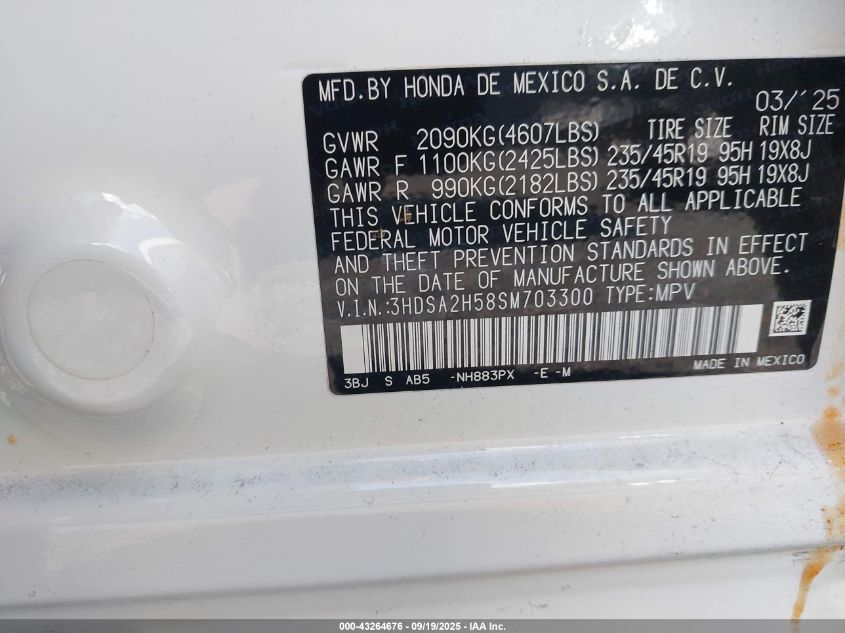 MFD.BY HONDA DE MEXICO S.A. DE C.V.
03/'25
GVWR 2090KG(4607LBS) TIRE SIZE RIM SIZE
GAWR F 1100KG(2425LBS) 235/45R19 95H 19X8J
GAWR R 990KG(2182LBS) 235/45R19 95H 19X8J
THIS VEHICLE CONFORMS TO ALL APPLICABLE
FEDERAL MOTOR VEHICLE SAFETY
AND THEFT PREVENTION STANDARDS IN EFFECT
ON THE DATE OF MANUFACTURE SHOWN ABOVE.
V.I.N.:3HDSA2H58SM703300 TYPE:MPV
MADE IN MEXICO
3BJ S AB5 -NH883PX -E -M
000-43264676 - 09/19/2025 - IAA Inc.